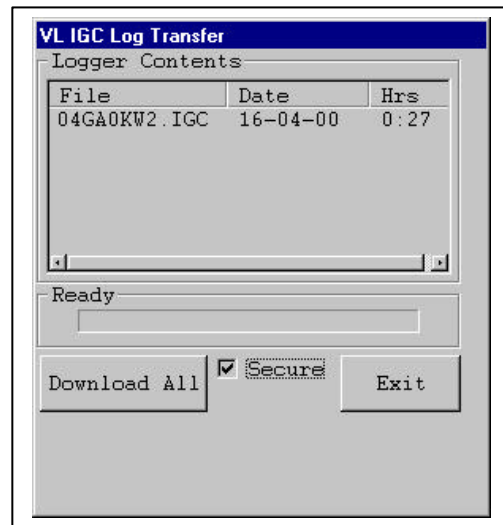 VL IGC Log Transfer
Logger Contents
File Date Hrs
04GA0KW2.IGC 16-04-00 0:27
Ready
Download All Secure Exit